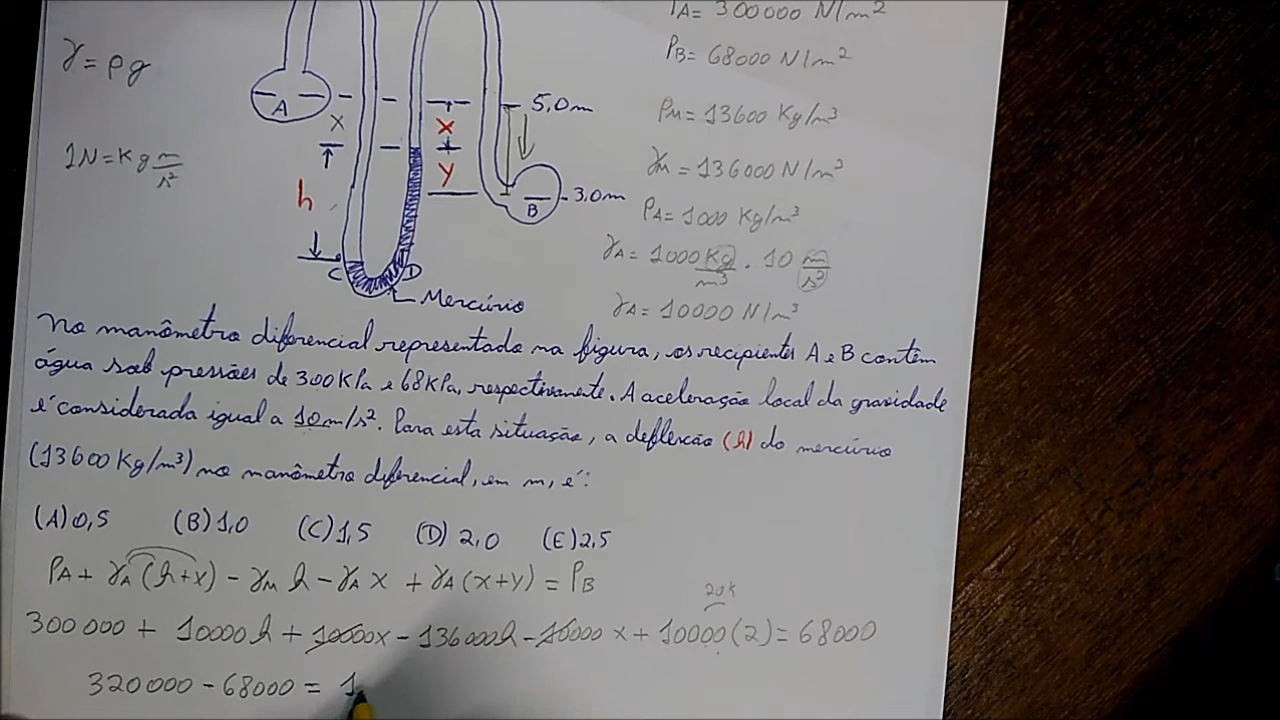 PA = 300000 N/m²
γ = ρg
PB = 68000 N/m²
A
5,0m
X
x
ρM = 13600 Kg/m³
1N = Kg m/s²
γM = 136000 N/m³
h
y
B
3,0m
ρA = 1000 Kg/m³
γA = 1000 Kg/m³ . 10 m/s²
C
D
Mercúrio
γA = 10000 N/m³
No manômetro diferencial representado na figura, os recipientes A e B contêm
água sob pressões de 300KPa e 68KPa, respectivamente. A aceleração local da gravidade
é considerada igual a 10m/s². Para esta situação, a deflexão (h) do mercúrio
(13600 Kg/m³) no manômetro diferencial, em m, é:
(A) 0,5 (B) 1,0 (C) 1,5 (D) 2,0 (E) 2,5
PA + γA (h+x) - γM h - γA x + γA (x+y) = PB
20K
300000 + 10000h + 10000x - 136000h - 10000x + 10000(2) = 68000
320000 - 68000 = 1